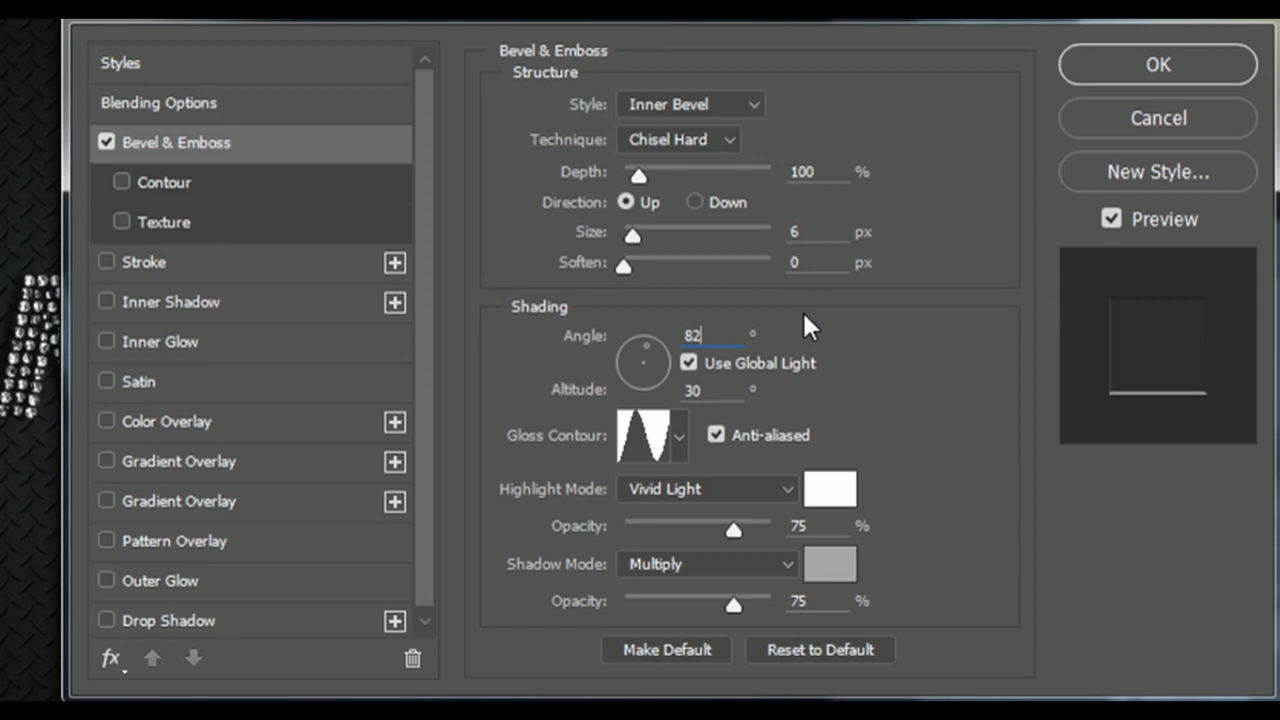 Styles
Blending Options
Bevel & Emboss
Contour
Texture
Stroke
Inner Shadow
Inner Glow
Satin
Color Overlay
Gradient Overlay
Gradient Overlay
Pattern Overlay
Outer Glow
Drop Shadow
fx
Bevel & Emboss
Structure
Style: Inner Bevel
Technique: Chisel Hard
Depth: 100 %
Direction: Up Down
Size: 6 px
Soften: 0 px
Shading
Angle: 82 °
Use Global Light
Altitude: 30 °
Gloss Contour: Anti-aliased
Highlight Mode: Vivid Light
Opacity: 75 %
Shadow Mode: Multiply
Opacity: 75 %
Make Default Reset to Default
OK
Cancel
New Style...
Preview